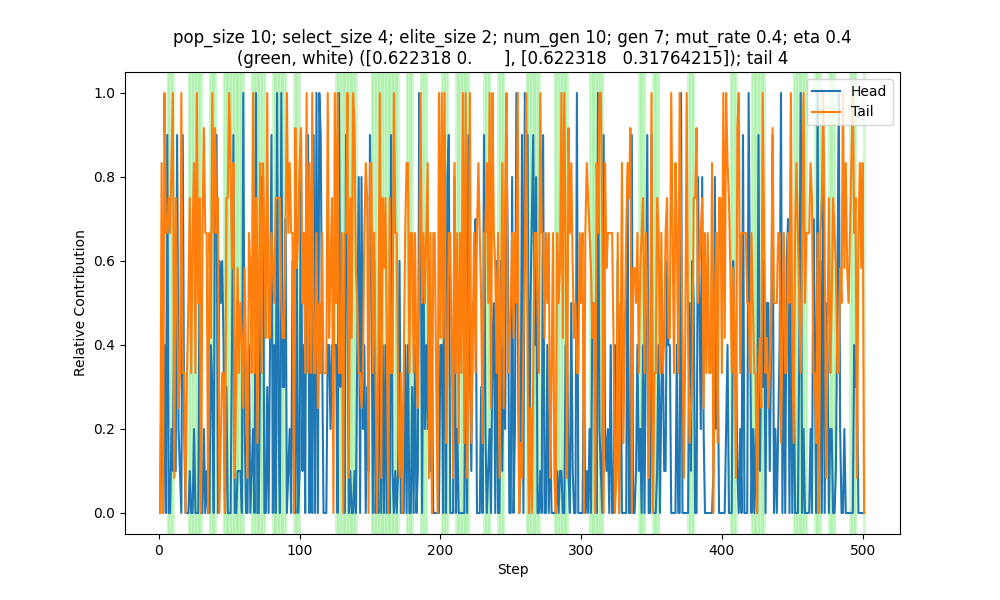 pop_size 10; select_size 4; elite_size 2; num_gen 10; gen 7; mut_rate 0.4; eta 0.4
(green, white) ([0.622318 0.      ], [0.622318   0.31764215]); tail 4
Head
Tail
Relative Contribution
1.0
0.8
0.6
0.4
0.2
0.0
0 100 200 300 400 500
Step